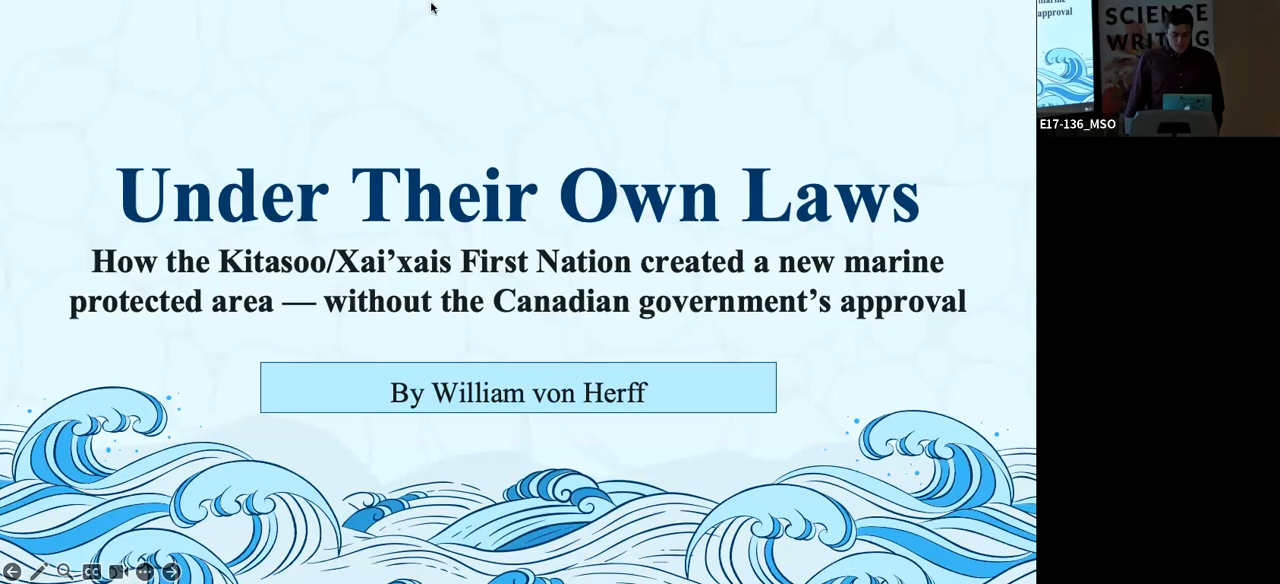 Under Their Own Laws
How the Kitasoo/Xai’xais First Nation created a new marine
protected area — without the Canadian government’s approval
By William von Herff
approval
SCIENCE
WRITING
E17-136_MSO